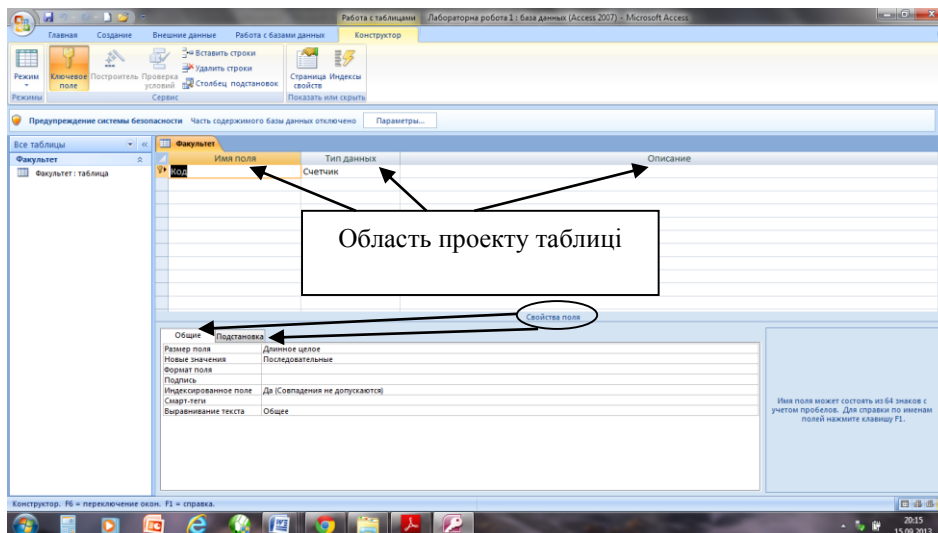 Работа с таблицами Лабораторна робота 1 : база данных (Access 2007) - Microsoft Access
Главная Создание Внешние данные Работа с базами данных Конструктор
Режим
Ключевое поле
Построитель
Проверка условий
Вставить строки
Удалить строки
Столбец подстановок
Страница свойств
Индексы
Режимы Сервис Показать или скрыть
Предупреждение системы безопасности Часть содержимого базы данных отключено Параметры...
Все таблицы
Факультет
Факультет : таблица
Факультет
Имя поля Тип данных Описание
Код Счетчик
Область проекту таблиці
Свойства поля
Общие Подстановка
Размер поля Длинное целое
Новые значения Последовательные
Формат поля
Подпись
Индексированное поле Да (Совпадения не допускаются)
Смарт-теги
Выравнивание текста Общее
Имя поля может состоять из 64 знаков с
учетом пробелов. Для справки по именам
полей нажмите клавишу F1.
Конструктор. F6 = переключение окон. F1 = справка.
20:15
15.09.2013